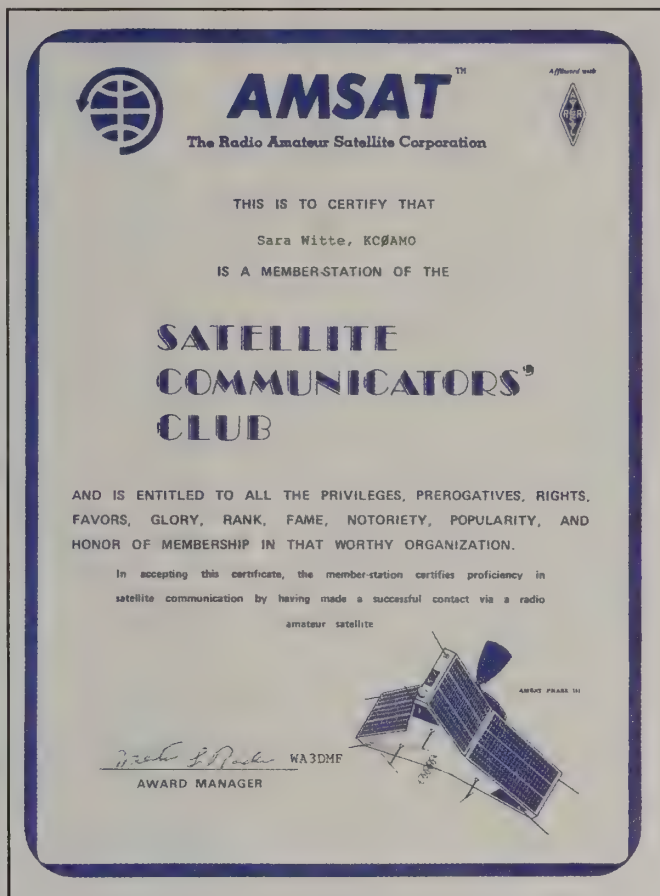 AMSAT™
Affiliated with
ARRL
The Radio Amateur Satellite Corporation
THIS IS TO CERTIFY THAT
Sara Witte, KCØAMO
IS A MEMBER-STATION OF THE
SATELLITE
COMMUNICATORS'
CLUB
AND IS ENTITLED TO ALL THE PRIVILEGES, PREROGATIVES, RIGHTS,
FAVORS, GLORY, RANK, FAME, NOTORIETY, POPULARITY, AND
HONOR OF MEMBERSHIP IN THAT WORTHY ORGANIZATION.
In accepting this certificate, the member-station certifies proficiency in
satellite communication by having made a successful contact via a radio
amateur satellite
AMSAT PHASE III
WA3DMF
AWARD MANAGER